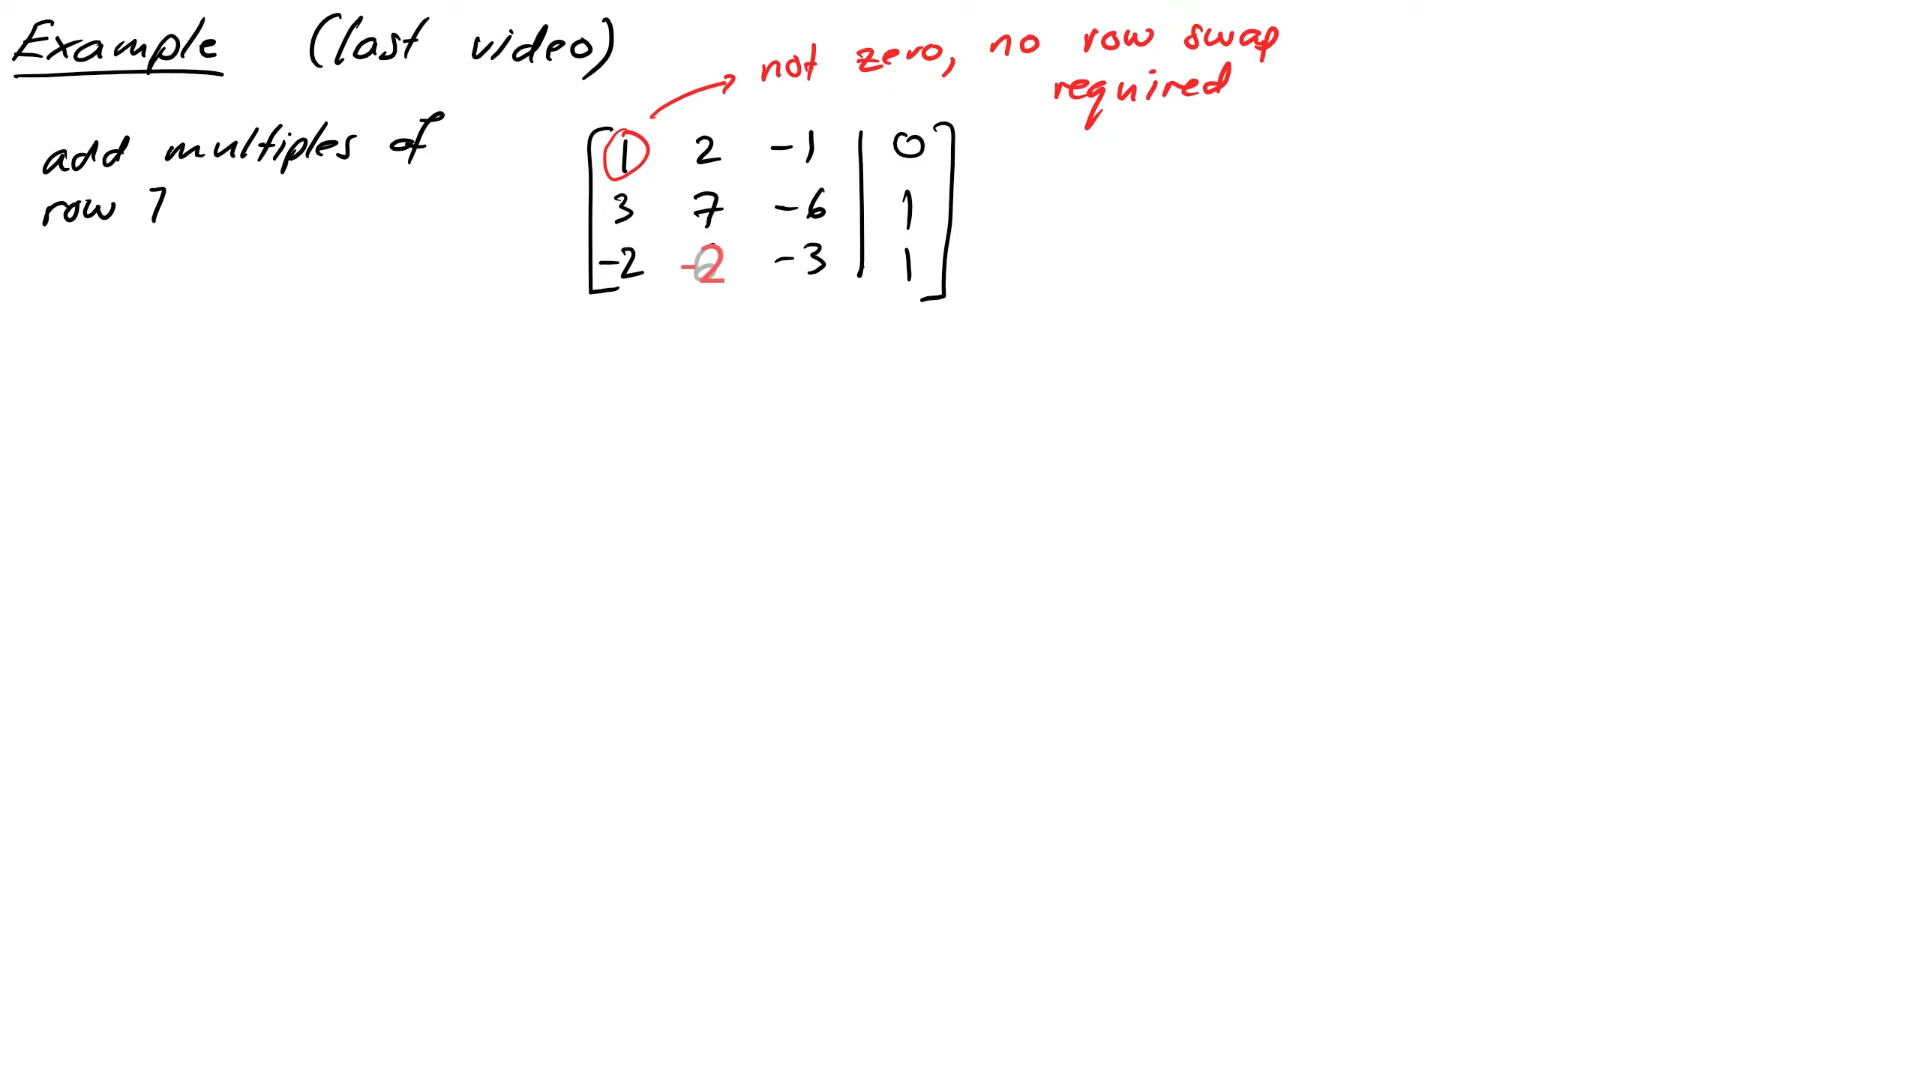 Example (last video)
not zero, no row swap
required
add multiples of
row 1
1 2 -1 | 0
3 7 -6 | 1
-2 -2 -3 | 1